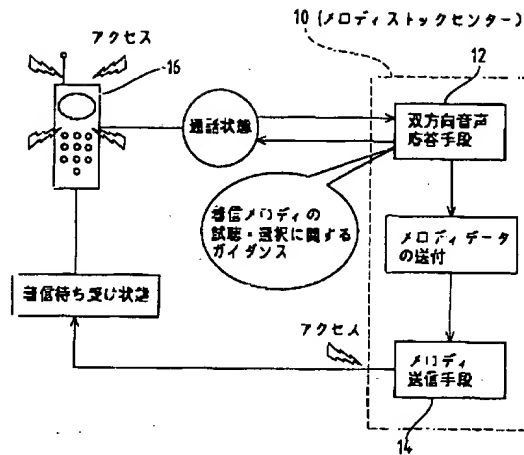 10 (メロディストックセンター)
アクセス
16
12
双方向音声
応答手段
通話状態
着信メロディの
試聴・選択に関する
ガイダンス
メロディデータ
の送付
着信待ち受け状態
アクセス
メロディ
送信手段
14